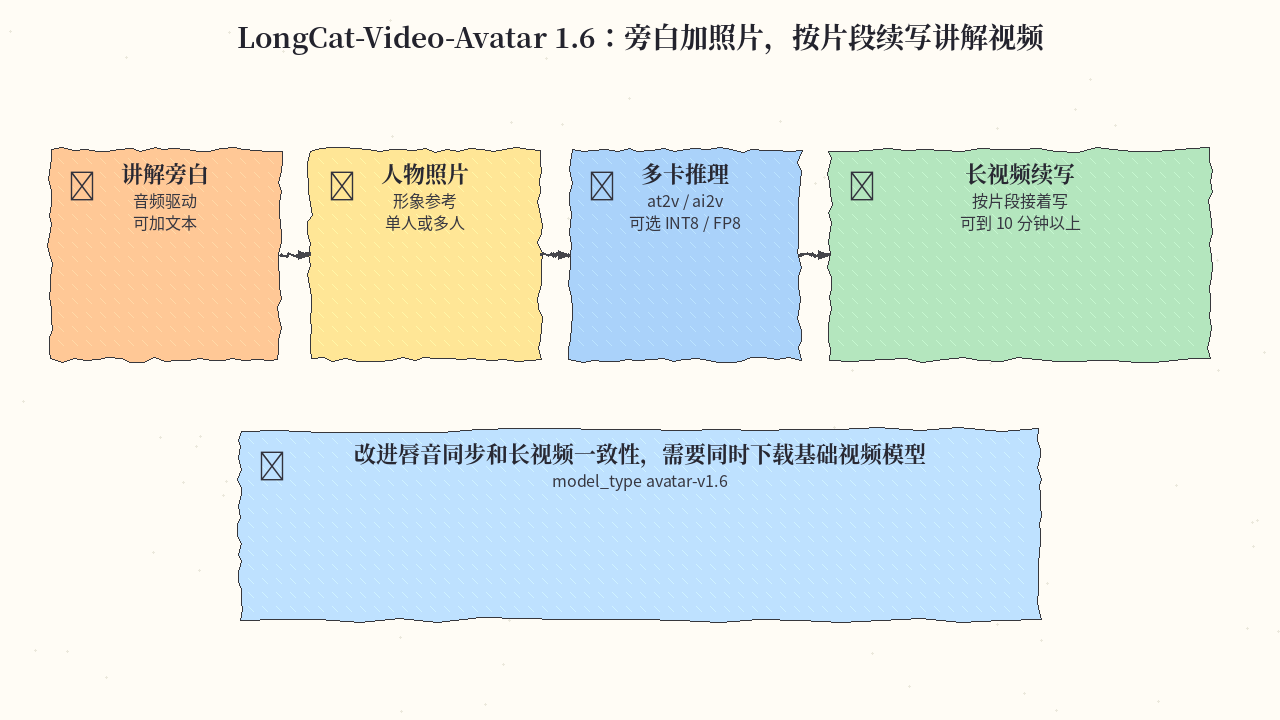 LongCat-Video-Avatar 1.6：旁白加照片，按片段续写讲解视频
讲解旁白
音频驱动
可加文本
人物照片
形象参考
单人或多人
多卡推理
at2v / ai2v
可选 INT8 / FP8
长视频续写
按片段接着写
可到 10 分钟以上
改进唇音同步和长视频一致性，需要同时下载基础视频模型
model_type avatar-v1.6